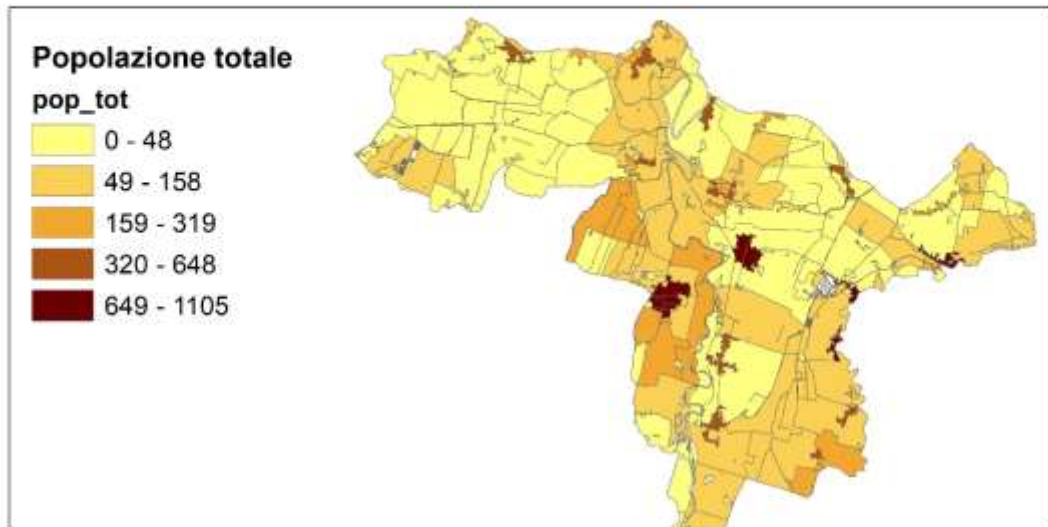 Popolazione totale
pop_tot
0 - 48
49 - 158
159 - 319
320 - 648
649 - 1105